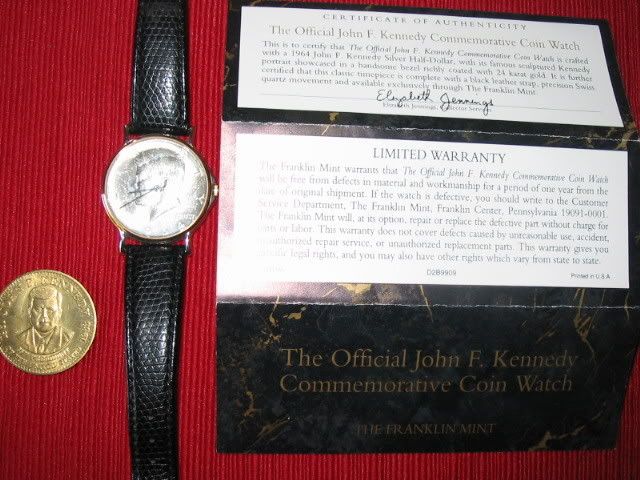 CERTIFICATE OF AUTHENTICITY
The Official John F. Kennedy Commemorative Coin Watch
This is to certify that The Official John F. Kennedy Commemorative Coin Watch is crafted
with a 1964 John F. Kennedy Silver Half-Dollar, with its famous sculptured Kennedy
portrait showcased in a handsome bezel richly coated with 24 karat gold. It is further
certified that this classic timepiece is complete with a black leather strap, precision Swiss
quartz movement and available exclusively through The Franklin Mint.
Elizabeth Jennings
Elizabeth Jennings, Director Services
LIMITED WARRANTY
The Franklin Mint warrants that The Official John F. Kennedy Commemorative Coin Watch
will be free from defects in material and workmanship for a period of one year from the
date of original shipment. If the watch is defective, you should write to the Customer
Service Department, The Franklin Mint, Franklin Center, Pennsylvania 19091-0001.
The Franklin Mint will, at its option, repair or replace the defective part without charge for
parts or labor. This warranty does not cover defects caused by unreasonable use, accident,
unauthorized repair service, or unauthorized replacement parts. This warranty gives you
specific legal rights, and you may also have other rights which vary from state to state.
D2B9909
Printed in U.S.A.
The Official John F. Kennedy
Commemorative Coin Watch
THE FRANKLIN MINT